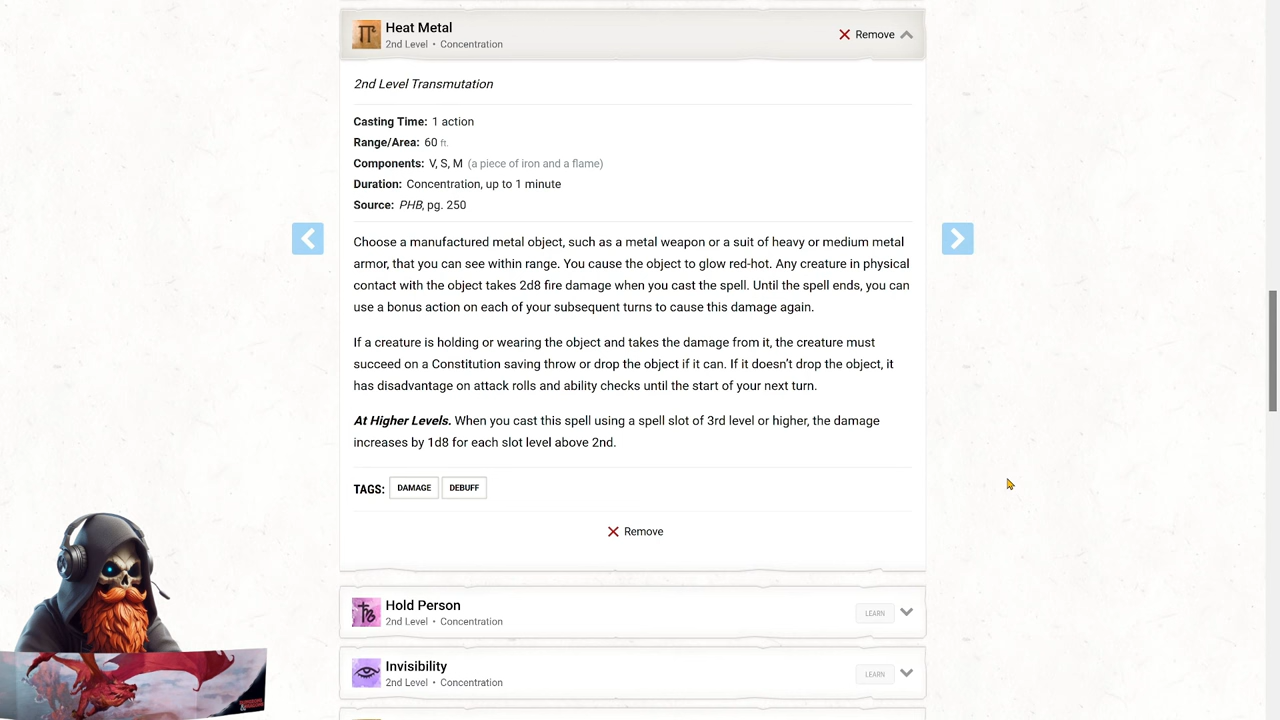 Heat Metal
2nd Level • Concentration
Remove
2nd Level Transmutation
Casting Time: 1 action
Range/Area: 60 ft.
Components: V, S, M (a piece of iron and a flame)
Duration: Concentration, up to 1 minute
Source: PHB, pg. 250
Choose a manufactured metal object, such as a metal weapon or a suit of heavy or medium metal
armor, that you can see within range. You cause the object to glow red-hot. Any creature in physical
contact with the object takes 2d8 fire damage when you cast the spell. Until the spell ends, you can
use a bonus action on each of your subsequent turns to cause this damage again.
If a creature is holding or wearing the object and takes the damage from it, the creature must
succeed on a Constitution saving throw or drop the object if it can. If it doesn’t drop the object, it
has disadvantage on attack rolls and ability checks until the start of your next turn.
At Higher Levels. When you cast this spell using a spell slot of 3rd level or higher, the damage
increases by 1d8 for each slot level above 2nd.
TAGS: DAMAGE DEBUFF
Remove
Hold Person
2nd Level • Concentration
LEARN
Invisibility
2nd Level • Concentration
LEARN